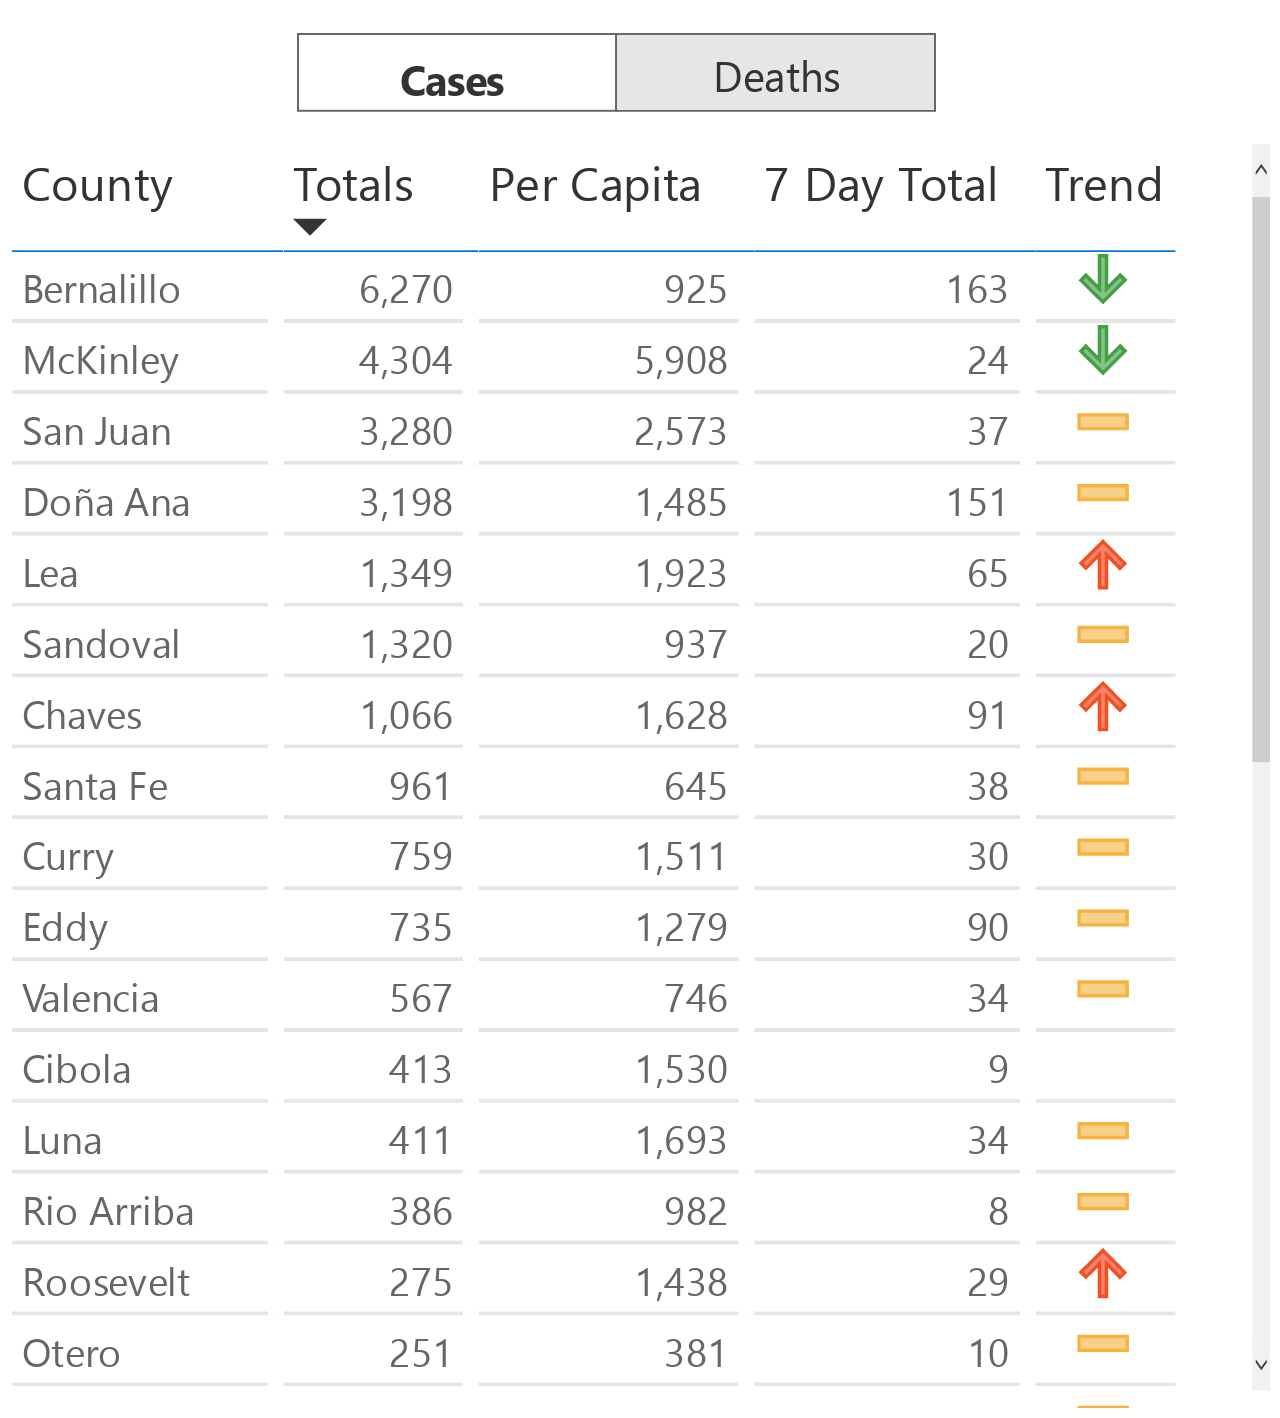 Cases Deaths
County Totals Per Capita 7 Day Total Trend
Bernalillo 6,270 925 163
McKinley 4,304 5,908 24
San Juan 3,280 2,573 37
Doña Ana 3,198 1,485 151
Lea 1,349 1,923 65
Sandoval 1,320 937 20
Chaves 1,066 1,628 91
Santa Fe 961 645 38
Curry 759 1,511 30
Eddy 735 1,279 90
Valencia 567 746 34
Cibola 413 1,530 9
Luna 411 1,693 34
Rio Arriba 386 982 8
Roosevelt 275 1,438 29
Otero 251 381 10